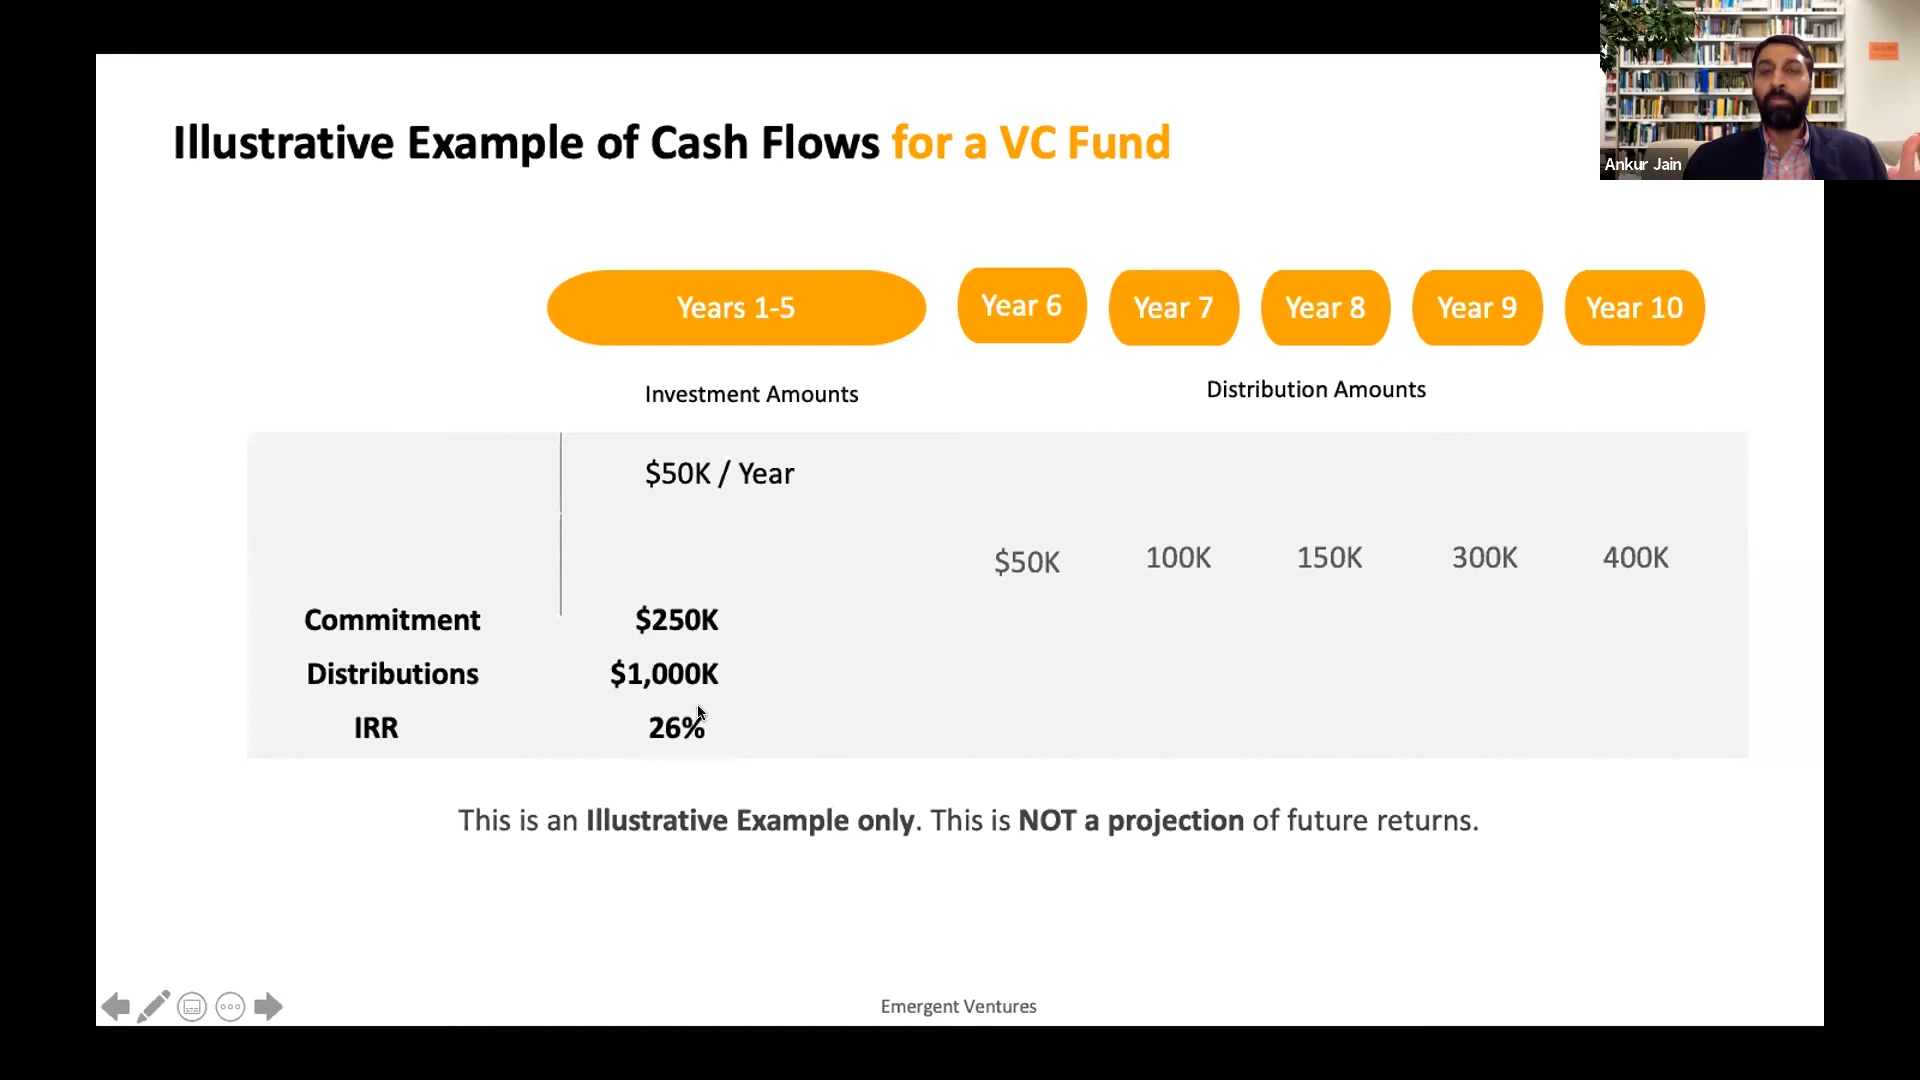 Illustrative Example of Cash Flows for a VC Fund
Ankur Jain
Years 1-5
Year 6
Year 7
Year 8
Year 9
Year 10
Investment Amounts
Distribution Amounts
$50K / Year
$50K
100K
150K
300K
400K
Commitment $250K
Distributions $1,000K
IRR 26%
This is an Illustrative Example only. This is NOT a projection of future returns.
Emergent Ventures